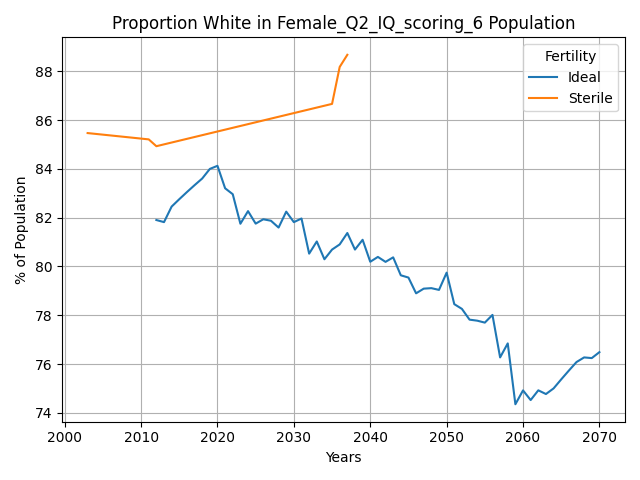 Proportion White in Female_Q2_IQ_scoring_6 Population
Fertility
Ideal
Sterile
% of Population
88
86
84
82
80
78
76
74
2000 2010 2020 2030 2040 2050 2060 2070
Years